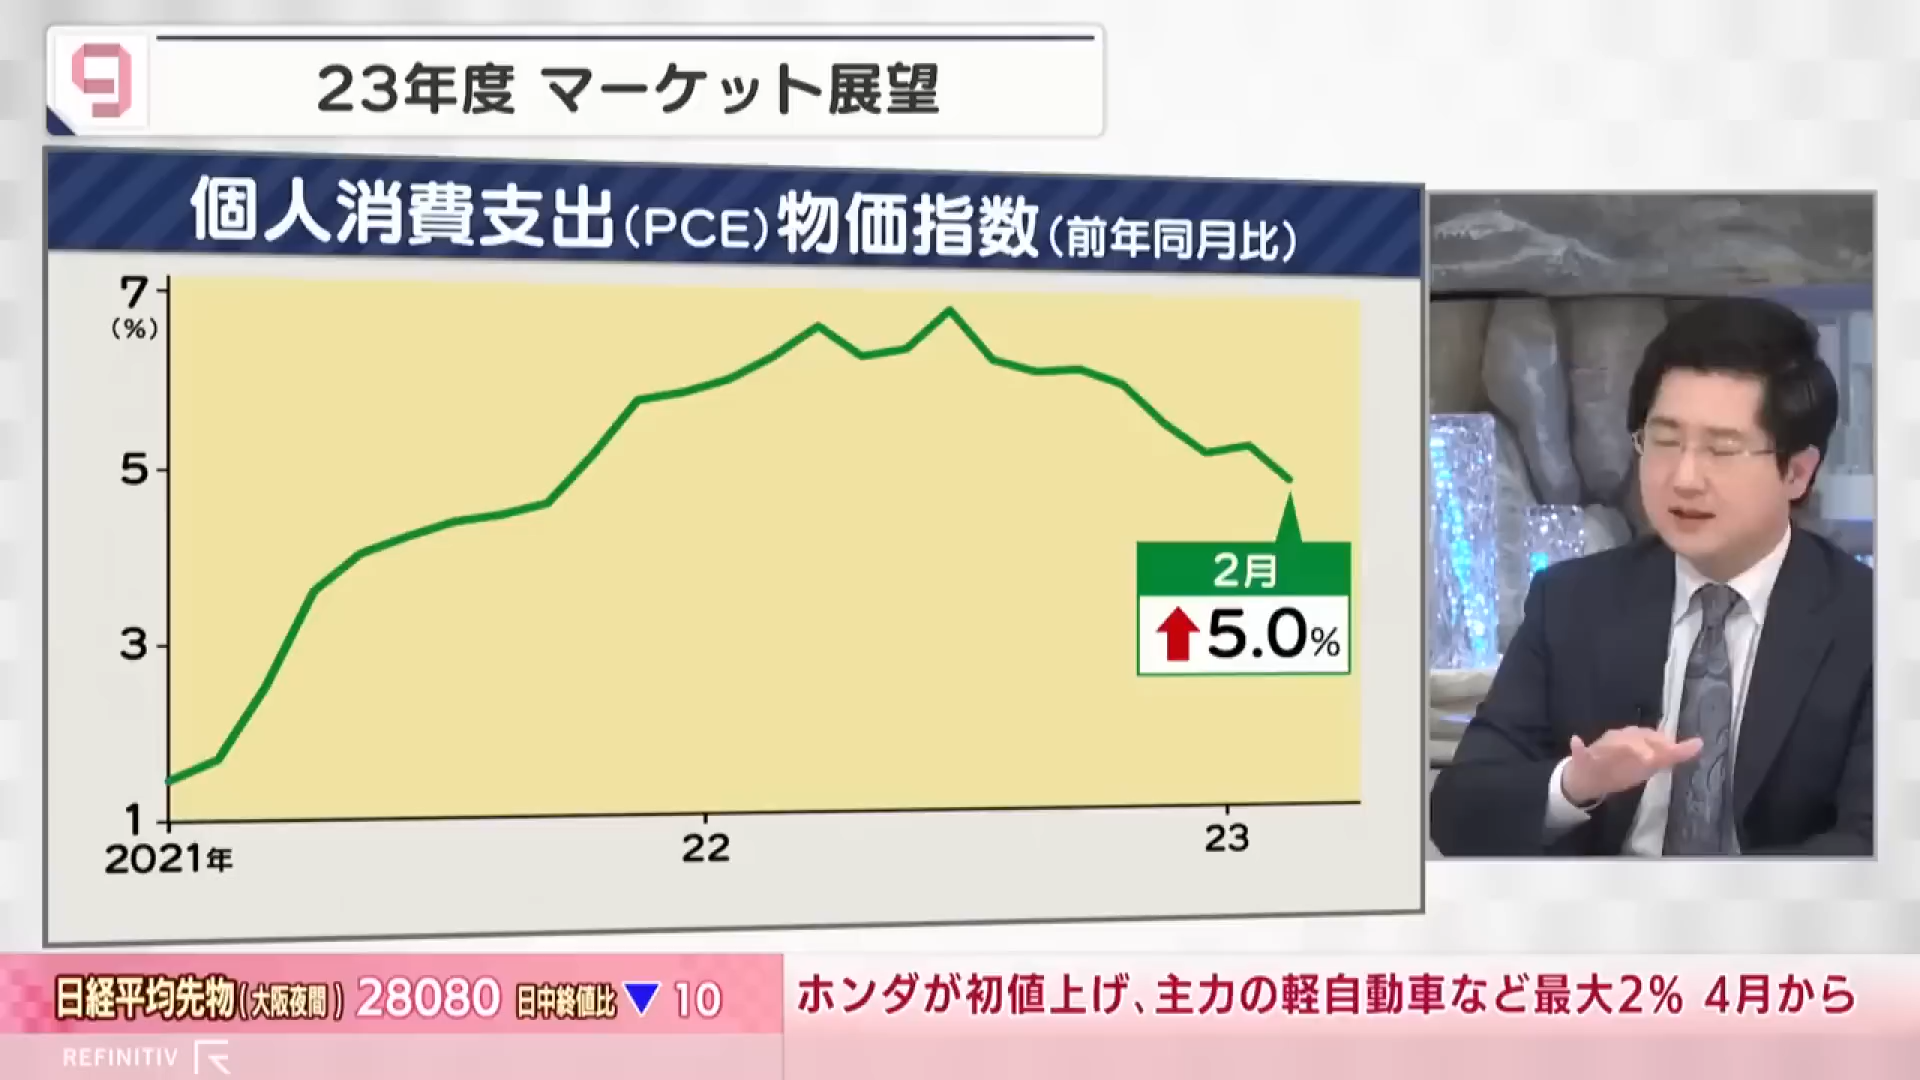 9
23年度 マーケット展望
個人消費支出(PCE)物価指数(前年同月比)
7
(%)
5
3
1
2021年
22
23
2月
5.0%
日経平均先物(大阪夜間) 28080 日中終値比▼10
ホンダが初値上げ、主力の軽自動車など最大2% 4月から
REFINITIV